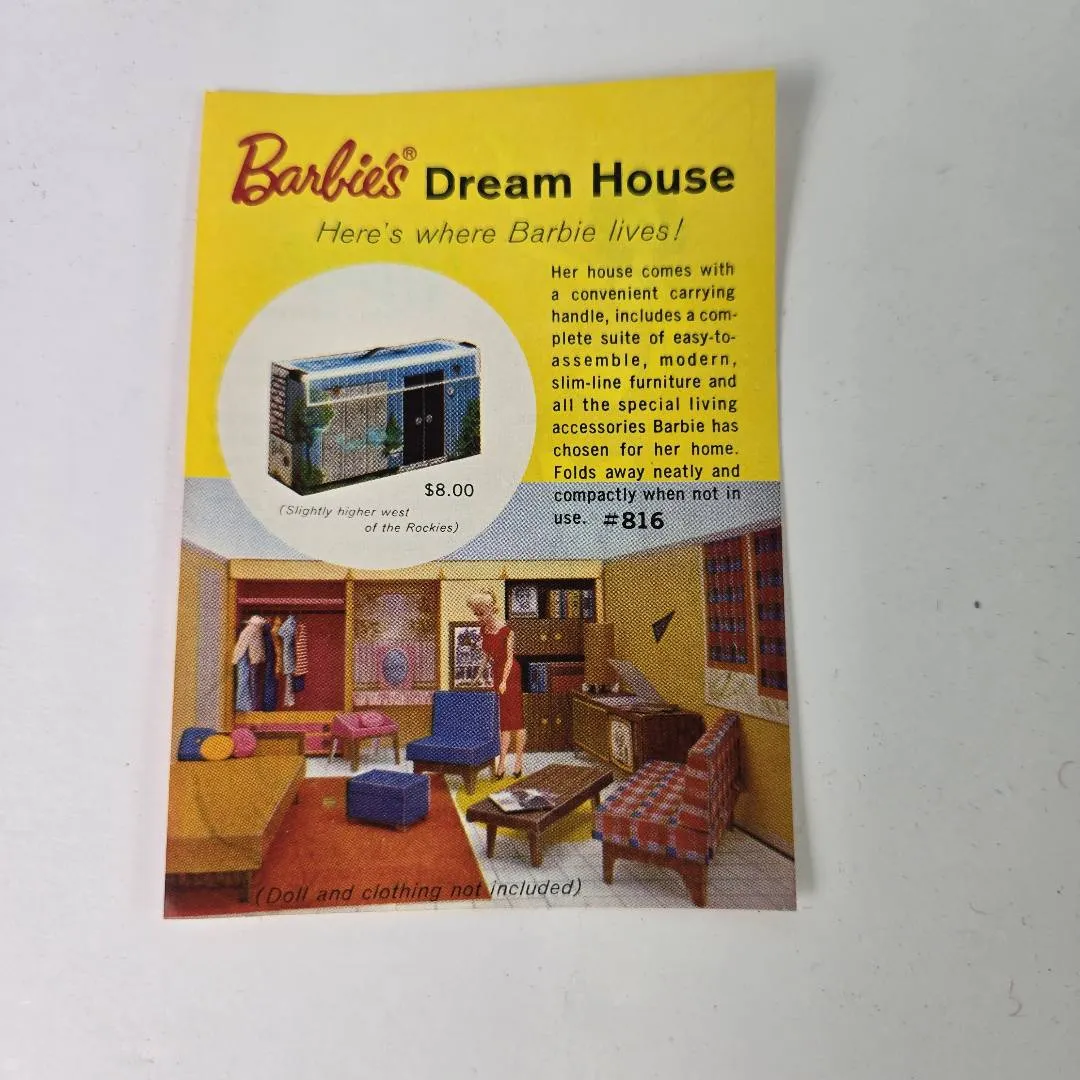 Barbie's® Dream House
Here's where Barbie lives!
Her house comes with
a convenient carrying
handle, includes a com-
plete suite of easy-to-
assemble, modern,
slim-line furniture and
all the special living
accessories Barbie has
chosen for her home.
Folds away neatly and
compactly when not in
use. #816
$8.00
(Slightly higher west
of the Rockies)
(Doll and clothing not included)